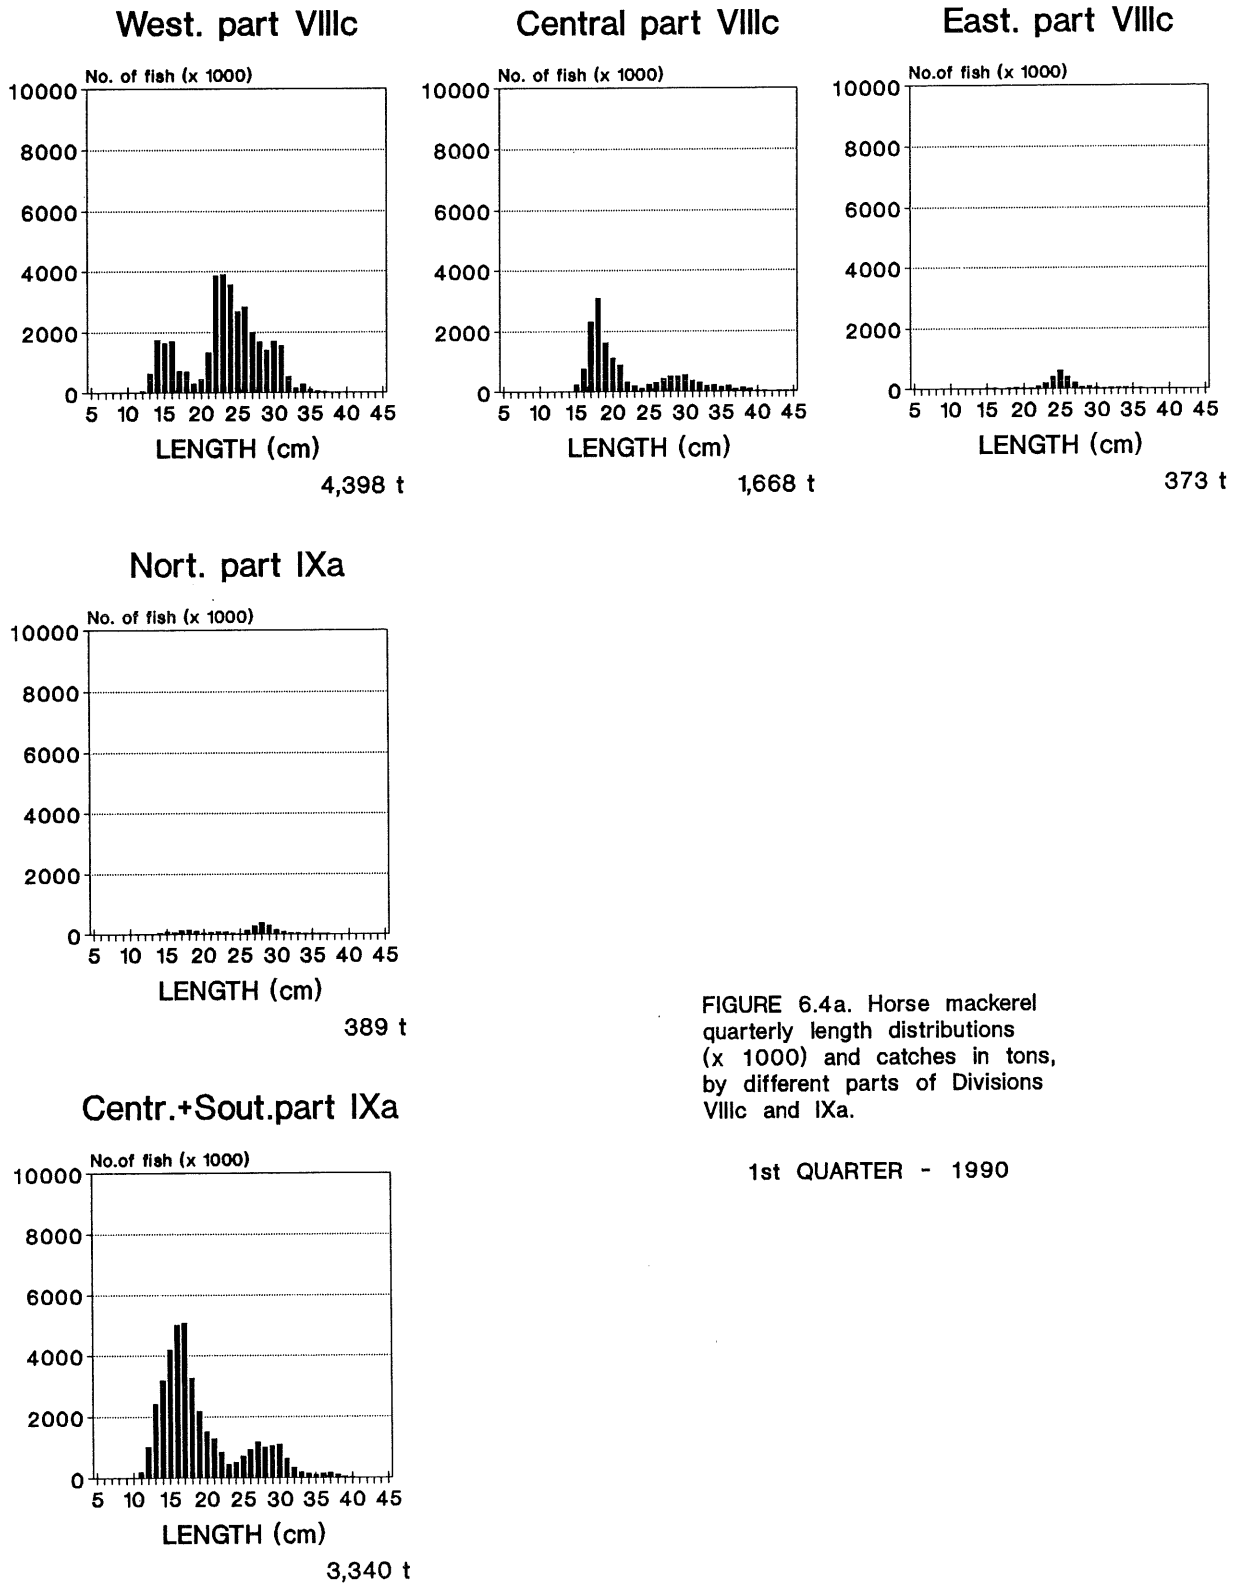 West. part VIIIc
No. of fish (x 1000)
10000
8000
6000
4000
2000
0
5 10 15 20 25 30 35 40 45
LENGTH (cm)
4,398 t
Central part VIIIc
No. of fish (x 1000)
10000
8000
6000
4000
2000
0
5 10 15 20 25 30 35 40 45
LENGTH (cm)
1,668 t
East. part VIIIc
No.of fish (x 1000)
10000
8000
6000
4000
2000
0
5 10 15 20 25 30 35 40 45
LENGTH (cm)
373 t
Nort. part IXa
No. of fish (x 1000)
10000
8000
6000
4000
2000
0
5 10 15 20 25 30 35 40 45
LENGTH (cm)
389 t
Centr.+Sout.part IXa
No.of fish (x 1000)
10000
8000
6000
4000
2000
0
5 10 15 20 25 30 35 40 45
LENGTH (cm)
3,340 t
FIGURE 6.4a. Horse mackerel
quarterly length distributions
(x 1000) and catches in tons,
by different parts of Divisions
VIIIc and IXa.
1st QUARTER - 1990